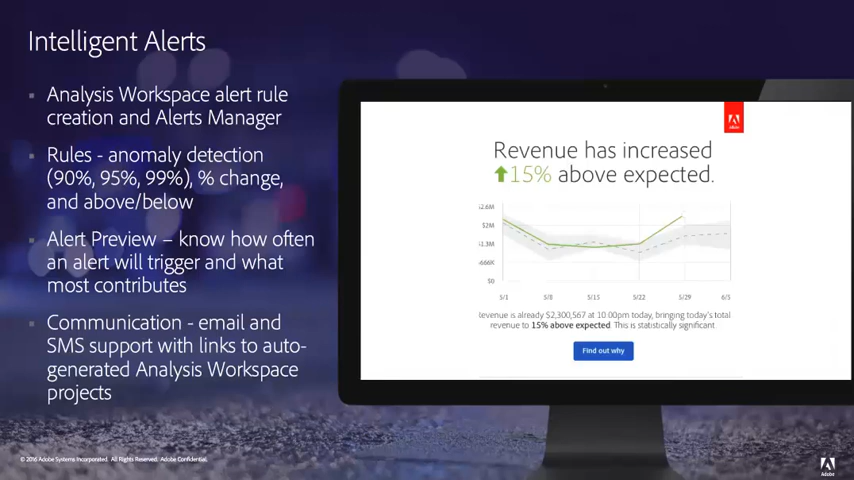 Intelligent Alerts
▪ Analysis Workspace alert rule
creation and Alerts Manager
▪ Rules - anomaly detection
(90%, 95%, 99%), % change,
and above/below
▪ Alert Preview – know how often
an alert will trigger and what
most contributes
▪ Communication - email and
SMS support with links to auto-
generated Analysis Workspace
projects
Adobe
Revenue has increased
15% above expected.
$2.6M
$2M
$1.3M
$666K
$0
5/1 5/8 5/15 5/22 5/29 6/5
Revenue is already $2,300,567 at 10.00pm today, bringing today's total
revenue to 15% above expected. This is statistically significant.
Find out why
© 2016 Adobe Systems Incorporated. All Rights Reserved. Adobe Confidential.
Adobe